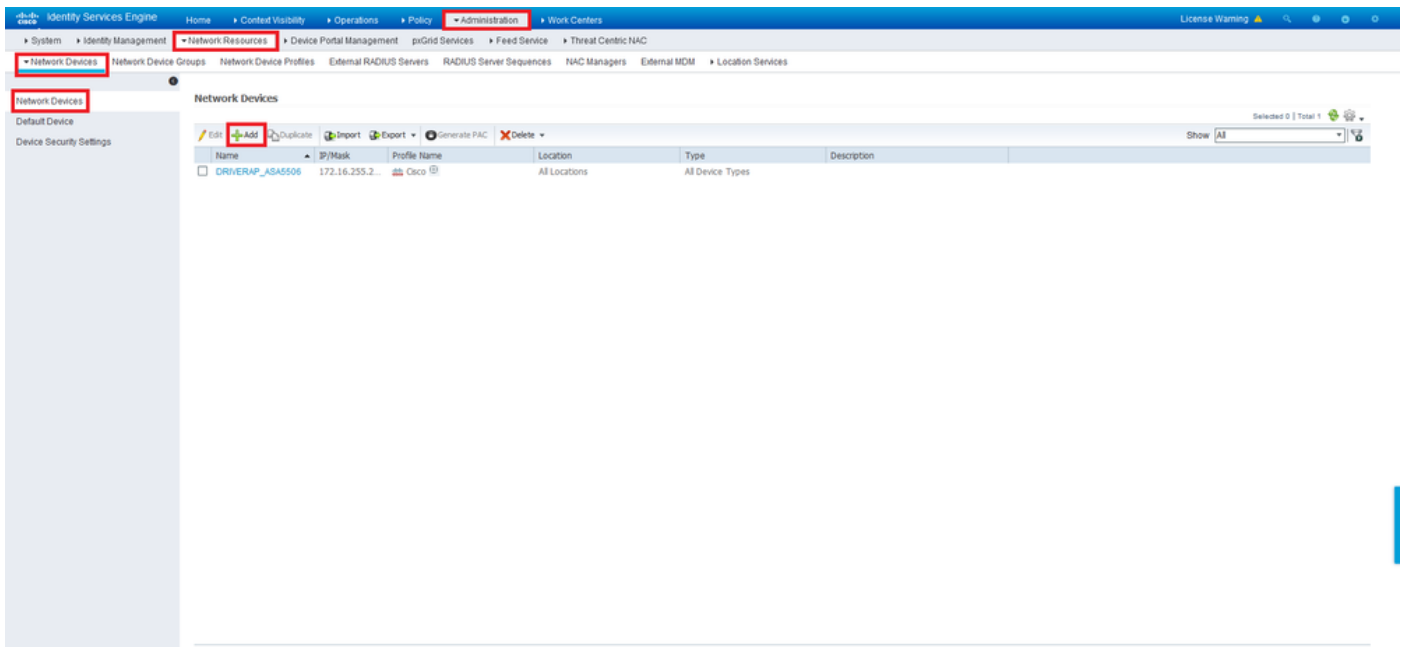 cisco Identity Services Engine Home Context Visibility Operations Policy Administration Work Centers License Warning
System Identity Management Network Resources Device Portal Management pxGrid Services Feed Service Threat Centric NAC
Network Devices Network Device Groups Network Device Profiles External RADIUS Servers RADIUS Server Sequences NAC Managers External MDM Location Services
Network Devices
Default Device
Device Security Settings
Network Devices
Selected 0 | Total 1
Edit Add Duplicate Import Export Generate PAC Delete Show All
Name IP/Mask Profile Name Location Type Description
DRIVERAP_ASA5506 172.16.255.2... Cisco All Locations All Device Types